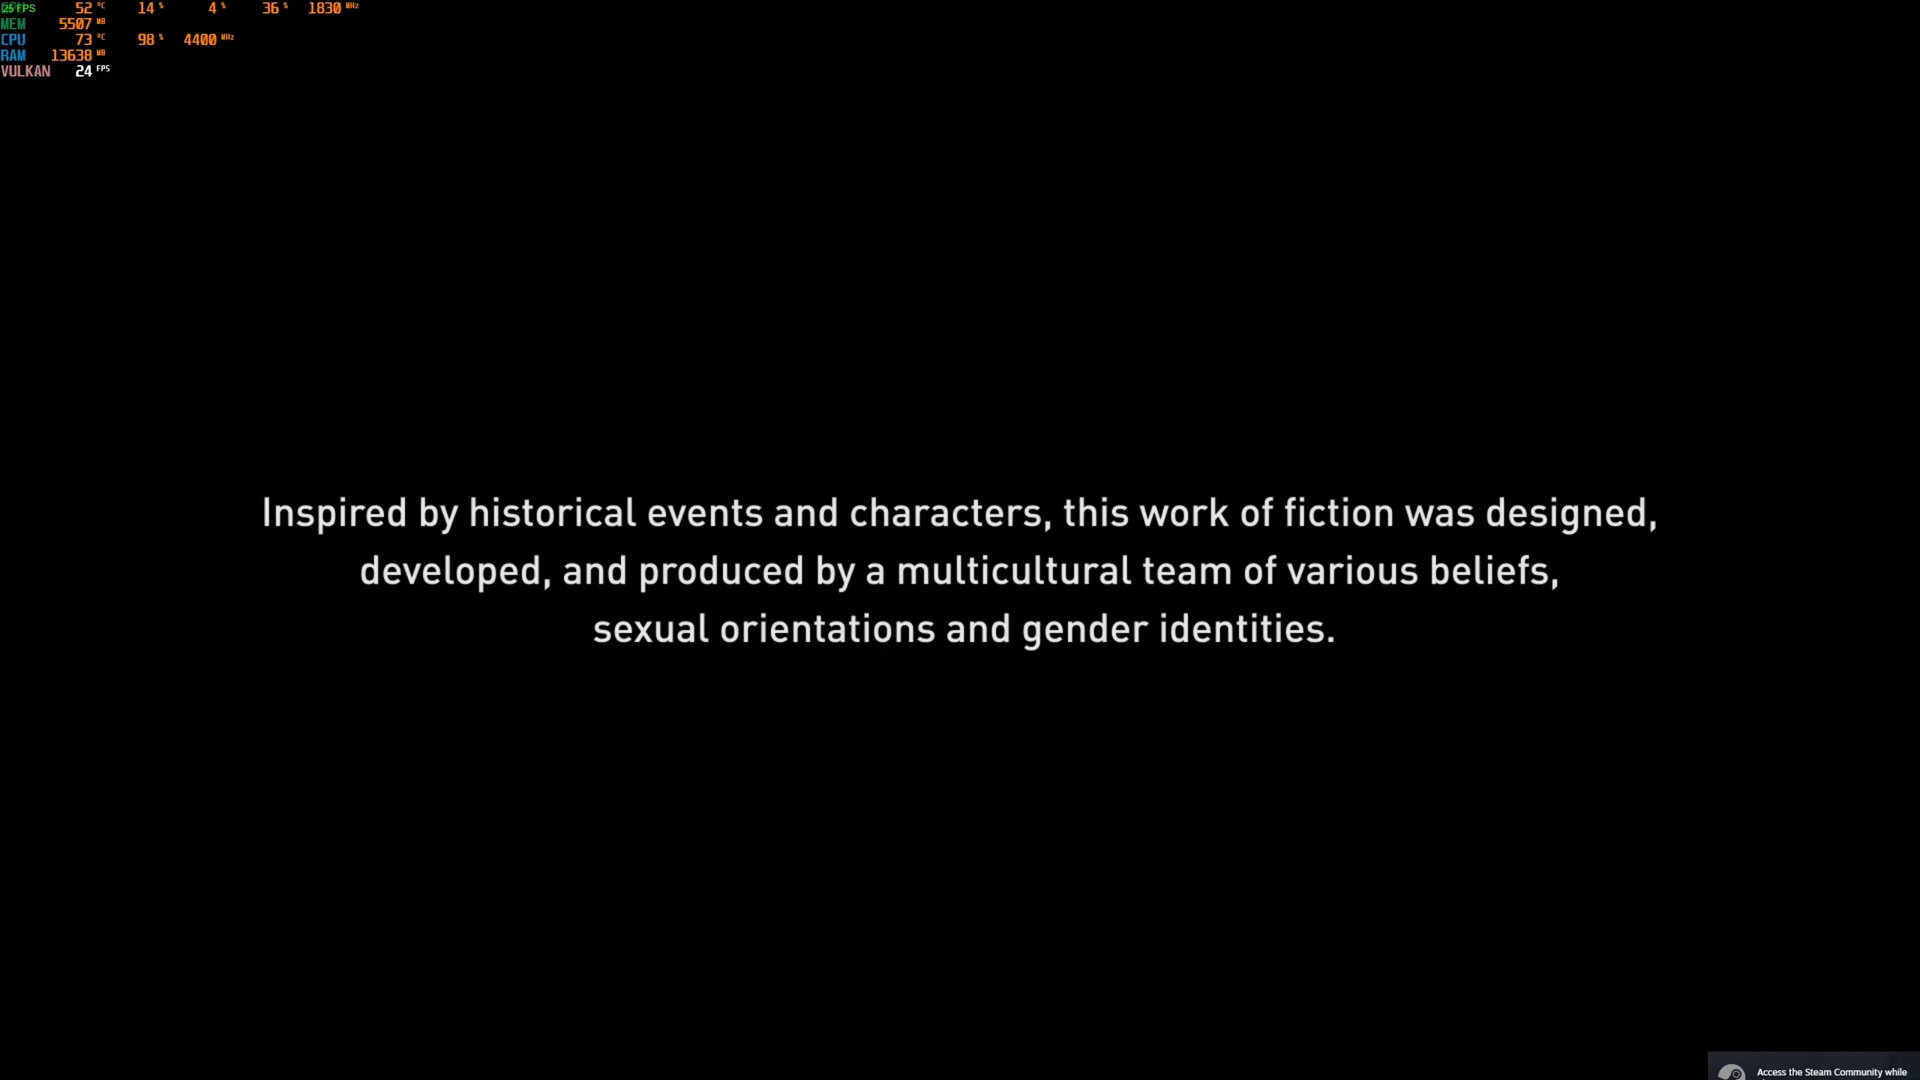 25 FPS 52 °C 14 % 4 % 36 % 1830 MHz
MEM 5507 MB
CPU 73 °C 98 % 4400 MHz
RAM 13638 MB
VULKAN 24 FPS
Inspired by historical events and characters, this work of fiction was designed,
developed, and produced by a multicultural team of various beliefs,
sexual orientations and gender identities.
Access the Steam Community while